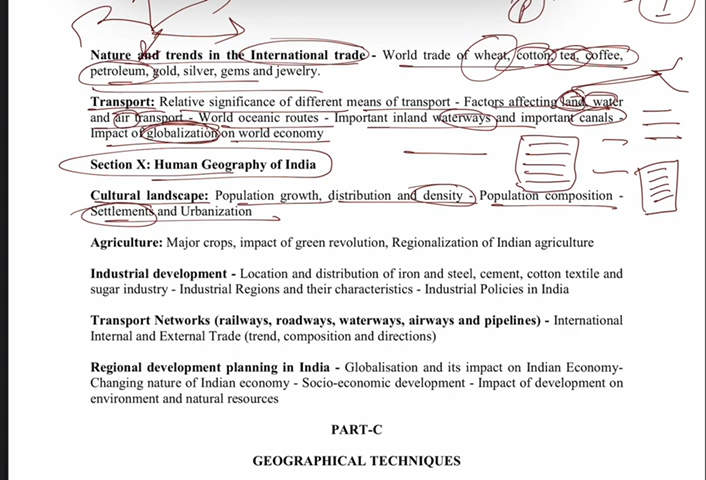 Nature and trends in the International trade - World trade of wheat, cotton, tea, coffee,
petroleum, gold, silver, gems and jewelry.
Transport: Relative significance of different means of transport - Factors affecting land, water
and air transport - World oceanic routes - Important inland waterways and important canals -
Impact of globalization on world economy
Section X: Human Geography of India
Cultural landscape: Population growth, distribution and density - Population composition -
Settlements and Urbanization
Agriculture: Major crops, impact of green revolution, Regionalization of Indian agriculture
Industrial development - Location and distribution of iron and steel, cement, cotton textile and
sugar industry - Industrial Regions and their characteristics - Industrial Policies in India
Transport Networks (railways, roadways, waterways, airways and pipelines) - International
Internal and External Trade (trend, composition and directions)
Regional development planning in India - Globalisation and its impact on Indian Economy-
Changing nature of Indian economy - Socio-economic development - Impact of development on
environment and natural resources
PART-C
GEOGRAPHICAL TECHNIQUES